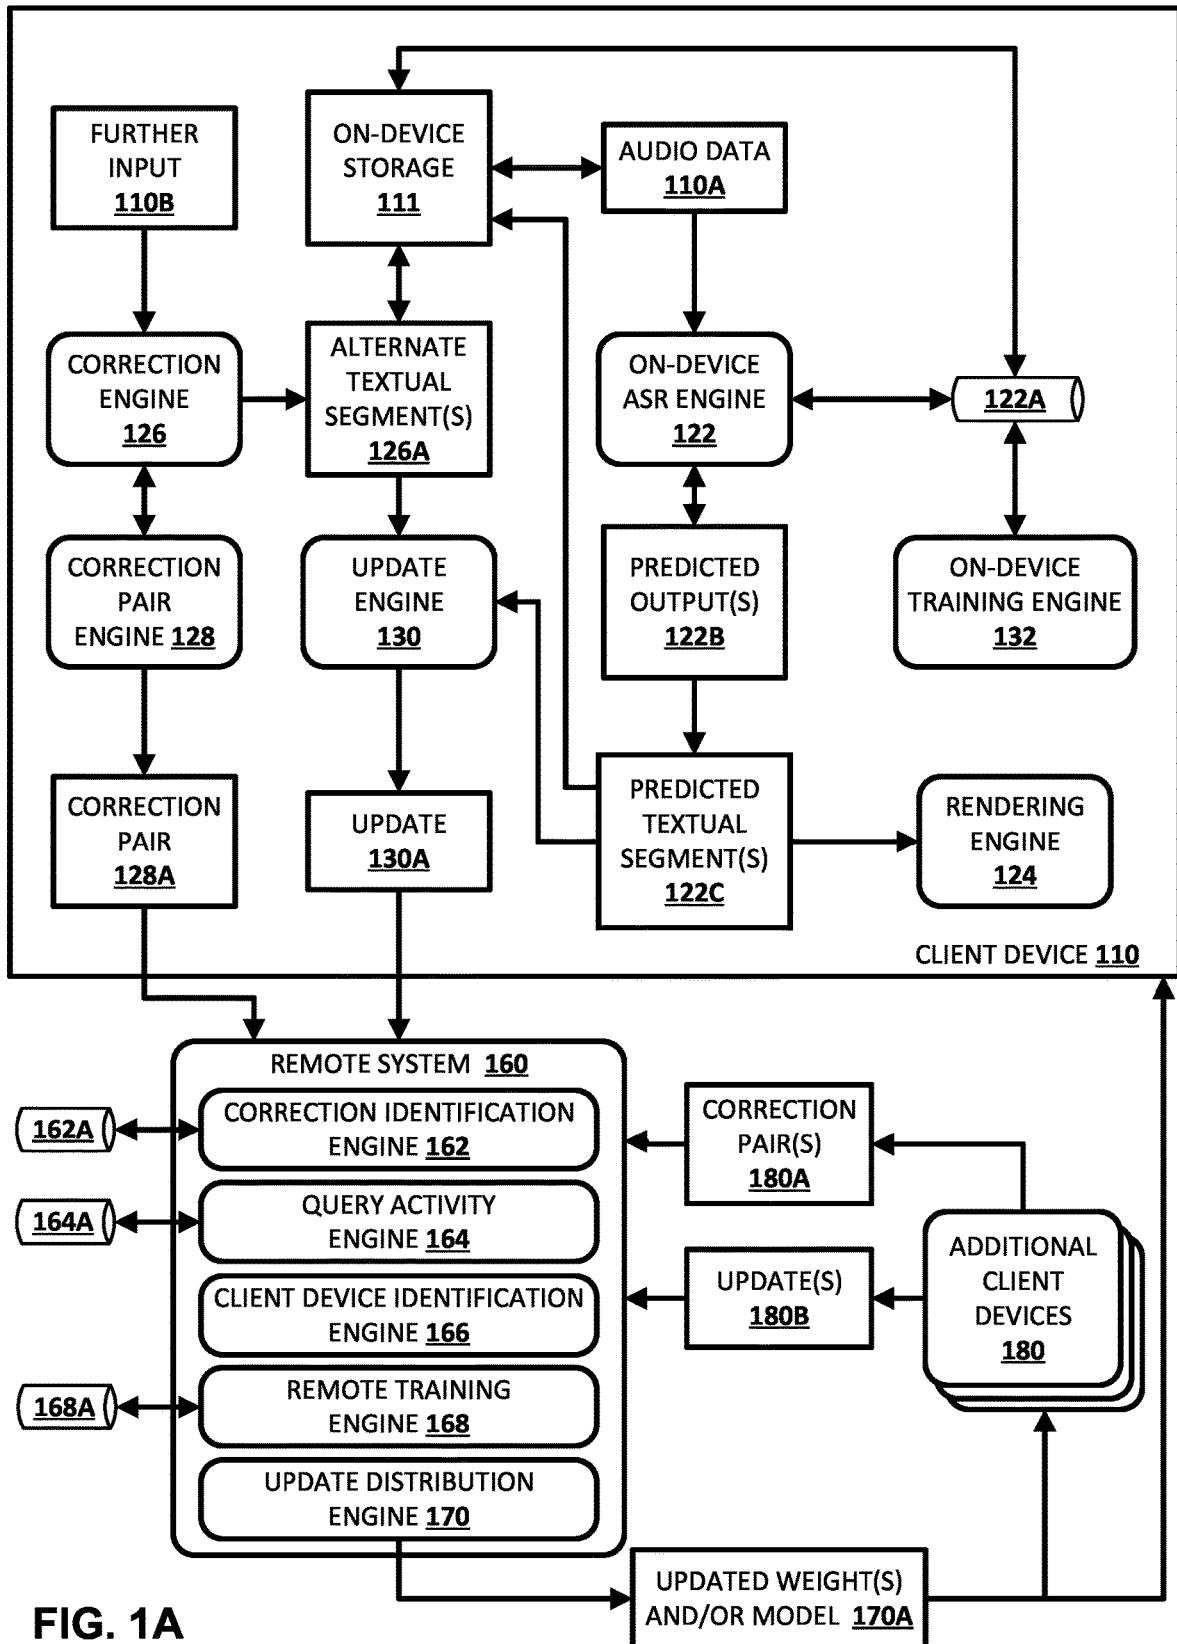 FURTHER
INPUT
110B
ON-DEVICE
STORAGE
111
AUDIO DATA
110A
CORRECTION
ENGINE
126
ALTERNATE
TEXTUAL
SEGMENT(S)
126A
ON-DEVICE
ASR ENGINE
122
122A
CORRECTION
PAIR
ENGINE 128
UPDATE
ENGINE
130
PREDICTED
OUTPUT(S)
122B
ON-DEVICE
TRAINING ENGINE
132
CORRECTION
PAIR
128A
UPDATE
130A
PREDICTED
TEXTUAL
SEGMENT(S)
122C
RENDERING
ENGINE
124
CLIENT DEVICE 110
REMOTE SYSTEM 160
162A
CORRECTION IDENTIFICATION
ENGINE 162
164A
QUERY ACTIVITY
ENGINE 164
CLIENT DEVICE IDENTIFICATION
ENGINE 166
168A
REMOTE TRAINING
ENGINE 168
UPDATE DISTRIBUTION
ENGINE 170
CORRECTION
PAIR(S)
180A
UPDATE(S)
180B
ADDITIONAL
CLIENT
DEVICES
180
UPDATED WEIGHT(S)
AND/OR MODEL 170A
FIG. 1A